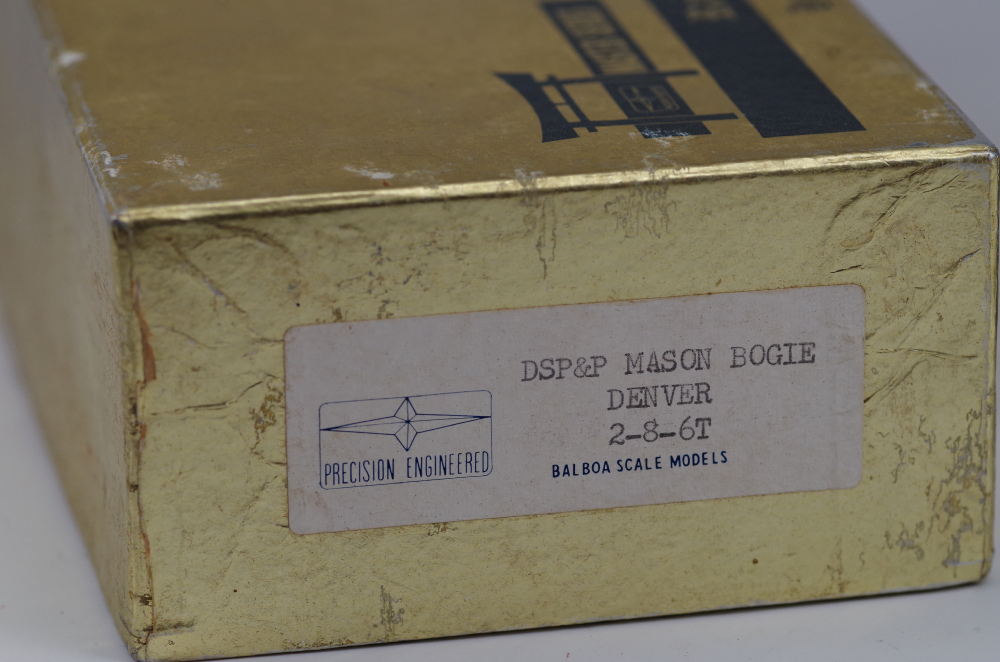 DSP&P MASON BOGIE
DENVER
2-8-6T
BALBOA SCALE MODELS
PRECISION ENGINEERED